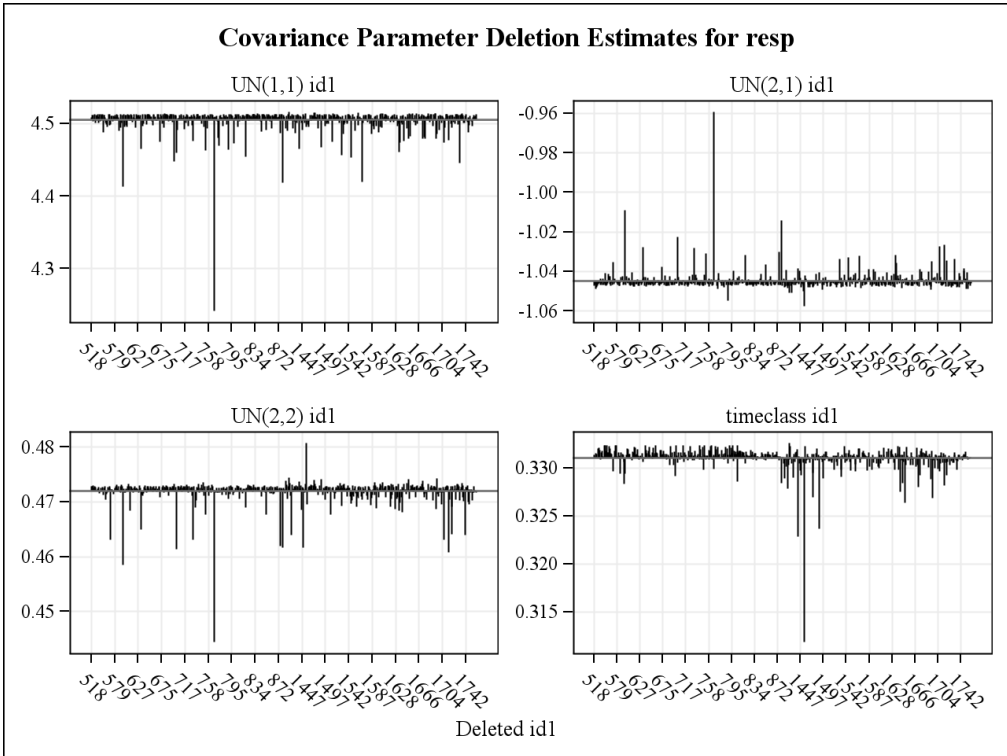 Covariance Parameter Deletion Estimates for resp
UN(1,1) id1
4.5
4.4
4.3
518 579 627 675 717 758 795 834 872 1447 1497 1542 1587 1628 1666 1704 1742
UN(2,1) id1
-0.96
-0.98
-1.00
-1.02
-1.04
-1.06
518 579 627 675 717 758 795 834 872 1447 1497 1542 1587 1628 1666 1704 1742
UN(2,2) id1
0.48
0.47
0.46
0.45
518 579 627 675 717 758 795 834 872 1447 1497 1542 1587 1628 1666 1704 1742
timeclass id1
0.330
0.325
0.320
0.315
518 579 627 675 717 758 795 834 872 1447 1497 1542 1587 1628 1666 1704 1742
Deleted id1